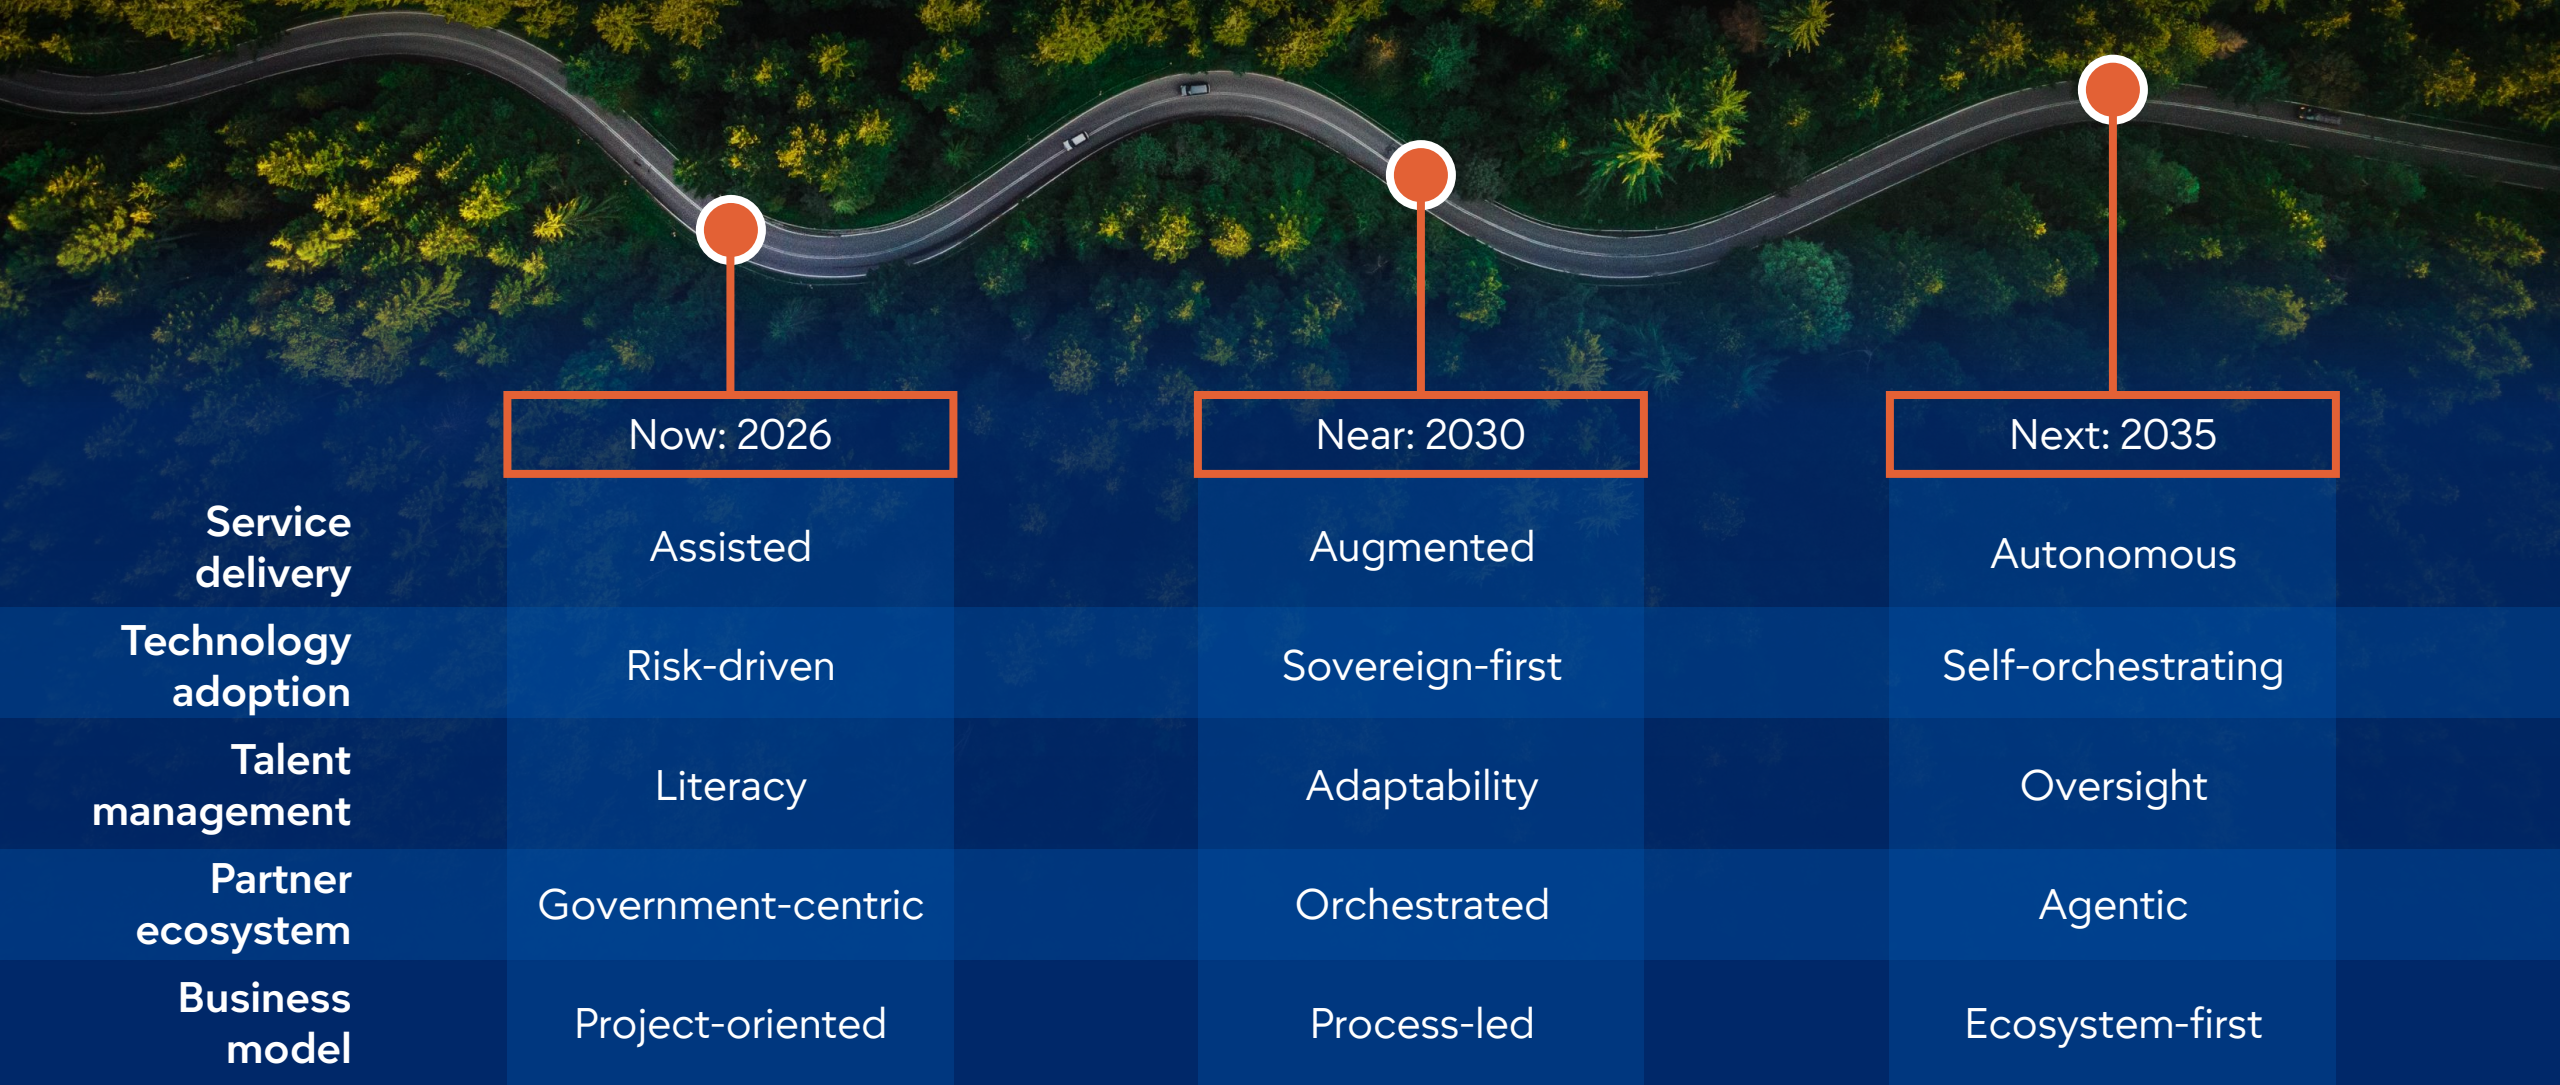 Now: 2026
Near: 2030
Next: 2035
Service
delivery
Assisted
Augmented
Autonomous
Technology
adoption
Risk-driven
Sovereign-first
Self-orchestrating
Talent
management
Literacy
Adaptability
Oversight
Partner
ecosystem
Government-centric
Orchestrated
Agentic
Business
model
Project-oriented
Process-led
Ecosystem-first